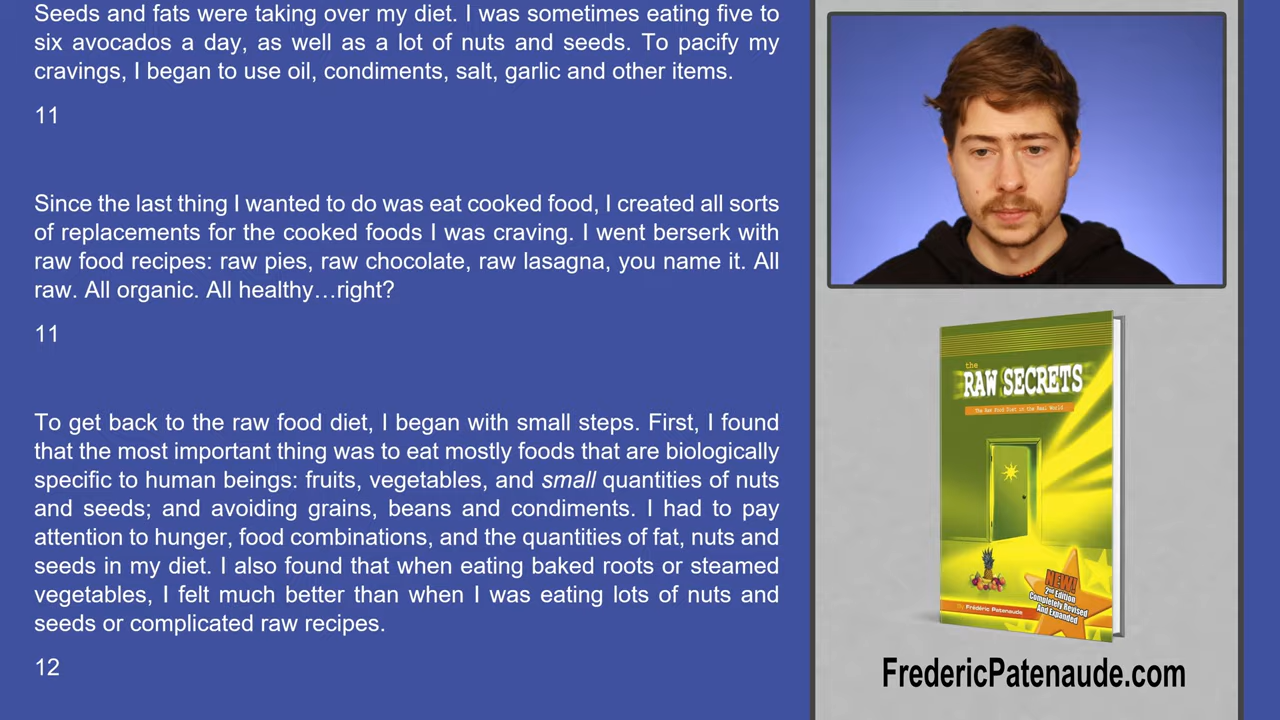 Seeds and fats were taking over my diet. I was sometimes eating five to
six avocados a day, as well as a lot of nuts and seeds. To pacify my
cravings, I began to use oil, condiments, salt, garlic and other items.
11
Since the last thing I wanted to do was eat cooked food, I created all sorts
of replacements for the cooked foods I was craving. I went berserk with
raw food recipes: raw pies, raw chocolate, raw lasagna, you name it. All
raw. All organic. All healthy…right?
11
To get back to the raw food diet, I began with small steps. First, I found
that the most important thing was to eat mostly foods that are biologically
specific to human beings: fruits, vegetables, and small quantities of nuts
and seeds; and avoiding grains, beans and condiments. I had to pay
attention to hunger, food combinations, and the quantities of fat, nuts and
seeds in my diet. I also found that when eating baked roots or steamed
vegetables, I felt much better than when I was eating lots of nuts and
seeds or complicated raw recipes.
12
the
RAW SECRETS
The Raw Food Diet in the Real World
NEW!
2nd Edition
Completely Revised
And Expanded
By Frédéric Patenaude
FredericPatenaude.com